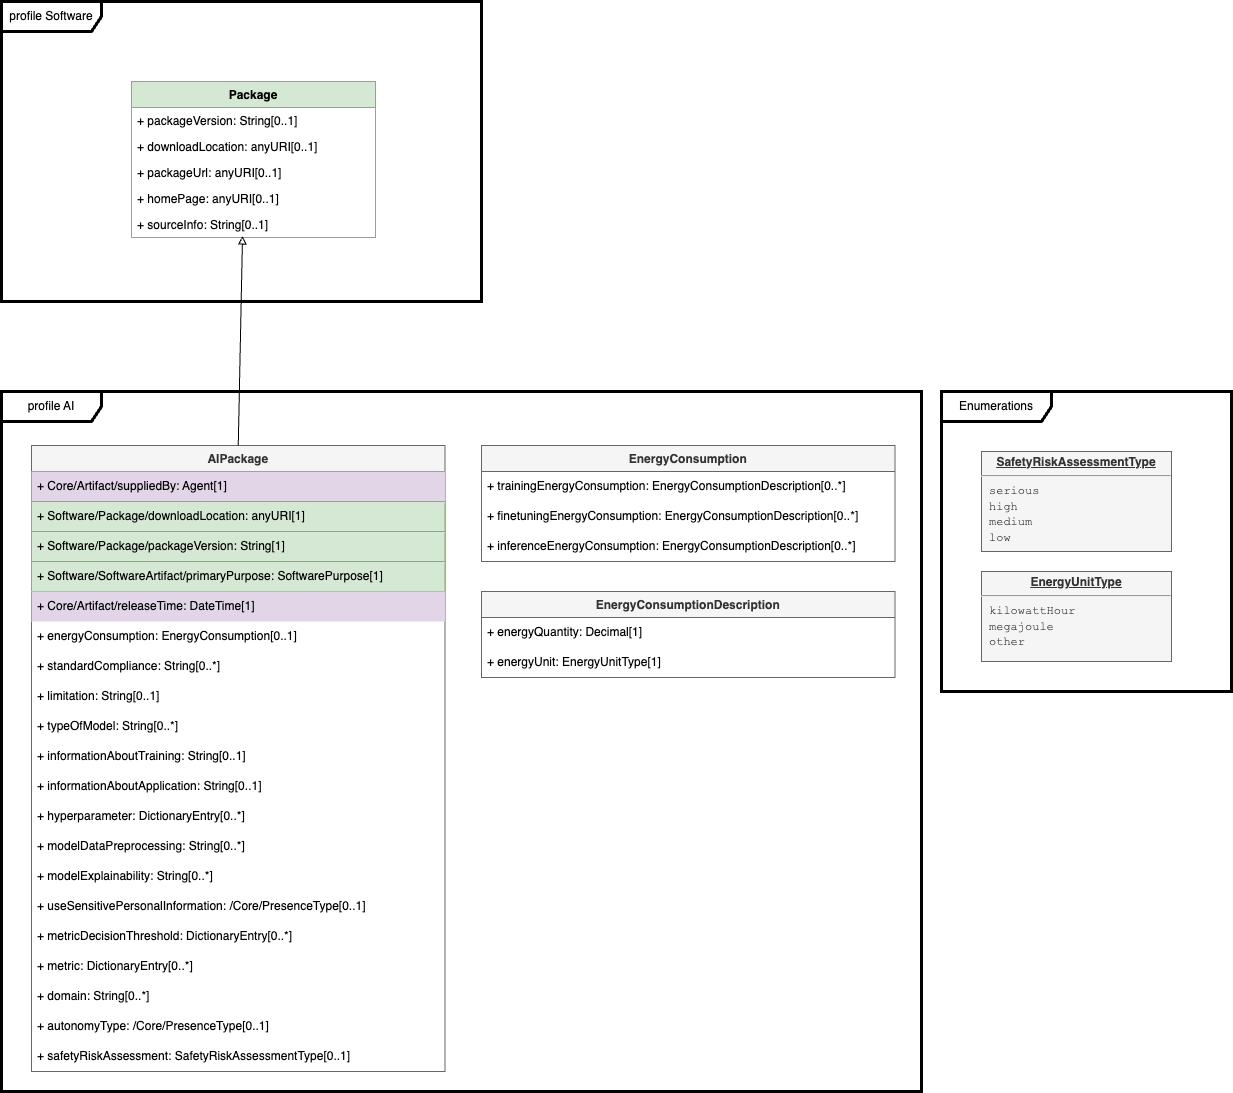 profile Software
Package
+ packageVersion: String[0..1]
+ downloadLocation: anyURI[0..1]
+ packageUrl: anyURI[0..1]
+ homePage: anyURI[0..1]
+ sourceInfo: String[0..1]
profile AI
AIPackage
+ Core/Artifact/suppliedBy: Agent[1]
+ Software/Package/downloadLocation: anyURI[1]
+ Software/Package/packageVersion: String[1]
+ Software/SoftwareArtifact/primaryPurpose: SoftwarePurpose[1]
+ Core/Artifact/releaseTime: DateTime[1]
+ energyConsumption: EnergyConsumption[0..1]
+ standardCompliance: String[0..*]
+ limitation: String[0..1]
+ typeOfModel: String[0..*]
+ informationAboutTraining: String[0..1]
+ informationAboutApplication: String[0..1]
+ hyperparameter: DictionaryEntry[0..*]
+ modelDataPreprocessing: String[0..*]
+ modelExplainability: String[0..*]
+ useSensitivePersonalInformation: /Core/PresenceType[0..1]
+ metricDecisionThreshold: DictionaryEntry[0..*]
+ metric: DictionaryEntry[0..*]
+ domain: String[0..*]
+ autonomyType: /Core/PresenceType[0..1]
+ safetyRiskAssessment: SafetyRiskAssessmentType[0..1]
EnergyConsumption
+ trainingEnergyConsumption: EnergyConsumptionDescription[0..*]
+ finetuningEnergyConsumption: EnergyConsumptionDescription[0..*]
+ inferenceEnergyConsumption: EnergyConsumptionDescription[0..*]
EnergyConsumptionDescription
+ energyQuantity: Decimal[1]
+ energyUnit: EnergyUnitType[1]
Enumerations
SafetyRiskAssessmentType
serious
high
medium
low
EnergyUnitType
kilowattHour
megajoule
other